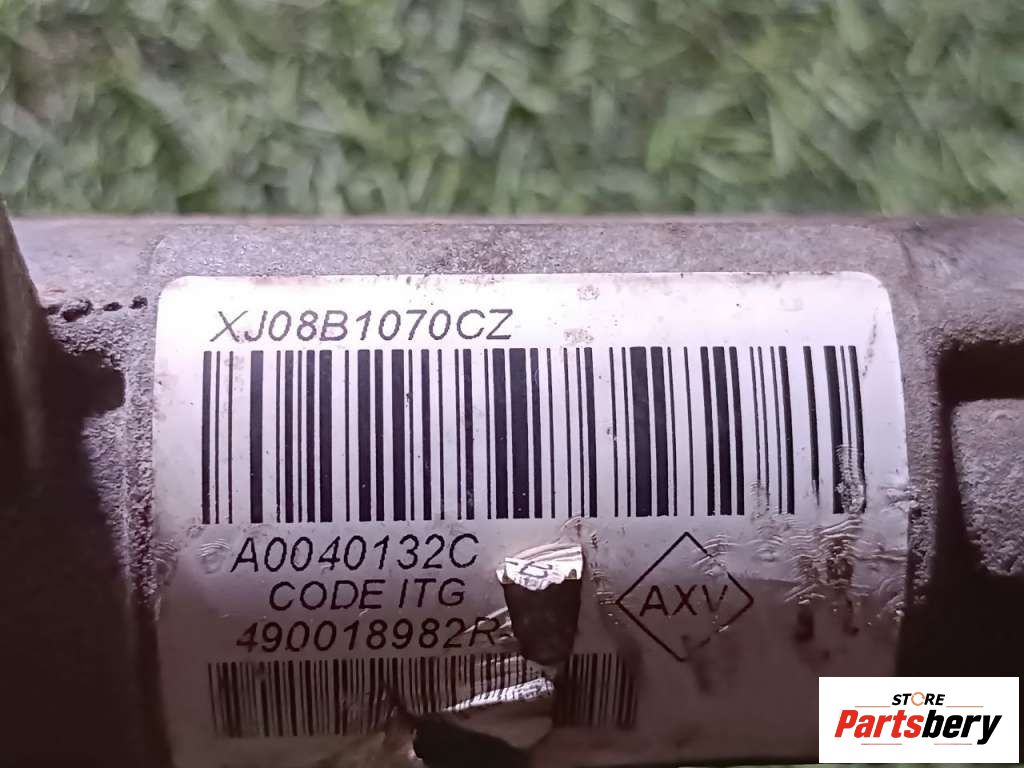 XJ08B1070CZ
A0040132C
CODE ITG
490018982R
AXV
STORE
Partsbery